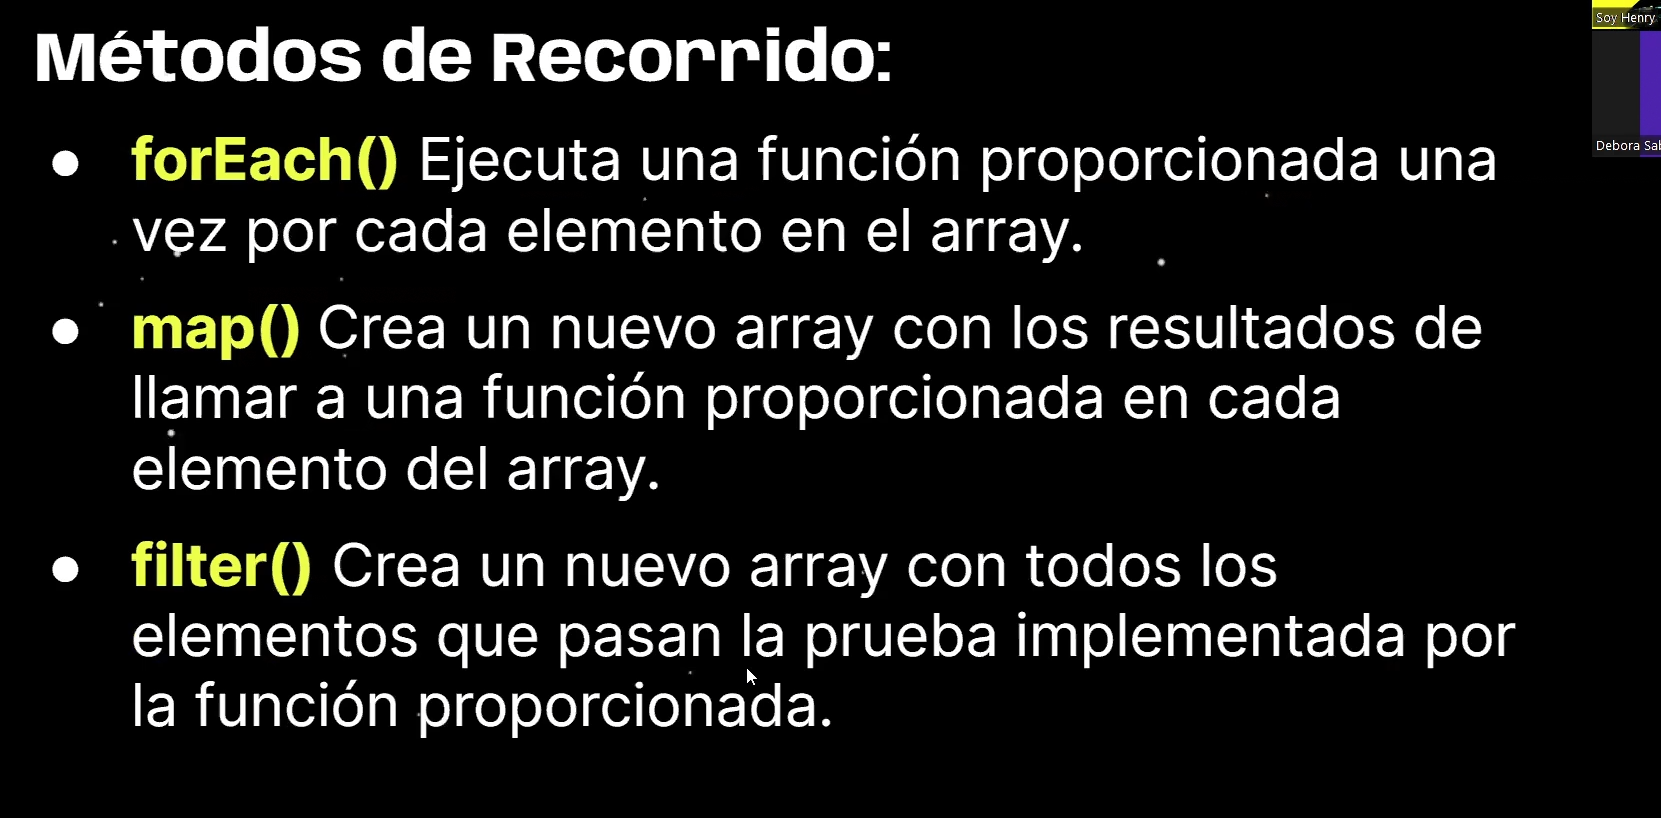 Métodos de Recorrido:
● forEach() Ejecuta una función proporcionada una
vez por cada elemento en el array.
● map() Crea un nuevo array con los resultados de
llamar a una función proporcionada en cada
elemento del array.
● filter() Crea un nuevo array con todos los
elementos que pasan la prueba implementada por
la función proporcionada.
Soy Henry
Debora